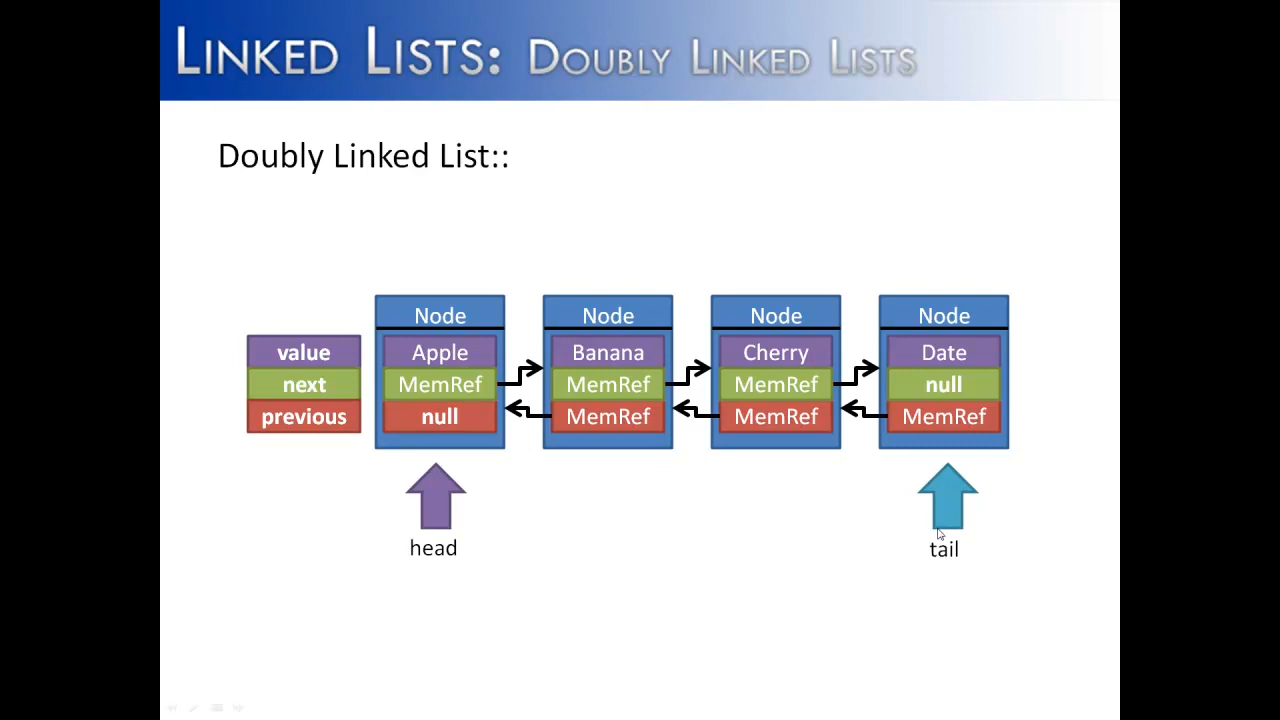 LINKED LISTS: DOUBLY LINKED LISTS
Doubly Linked List::
Node Node Node Node
value Apple Banana Cherry Date
next MemRef MemRef MemRef null
previous null MemRef MemRef MemRef
head tail